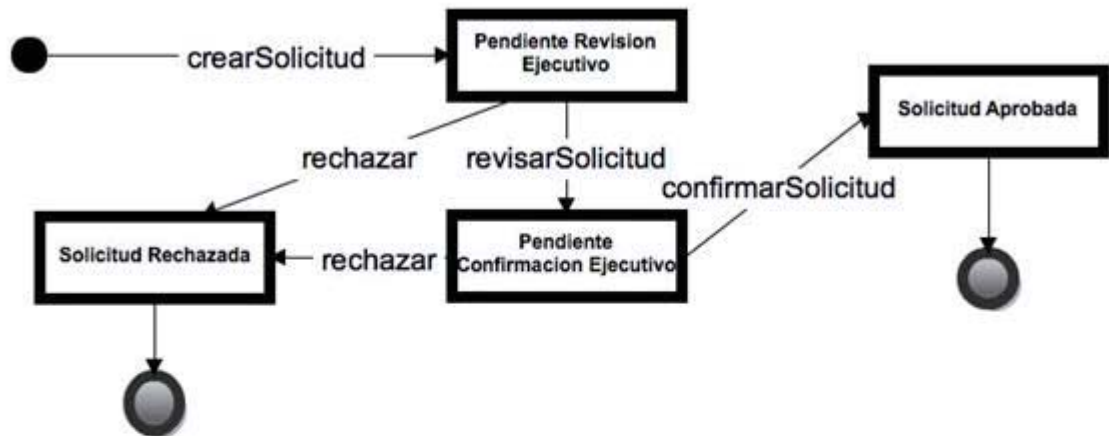 Pendiente Revision
Ejecutivo
crearSolicitud
Solicitud Aprobada
rechazar
revisarSolicitud
confirmarSolicitud
Solicitud Rechazada
rechazar
Pendiente
Confirmacion Ejecutivo